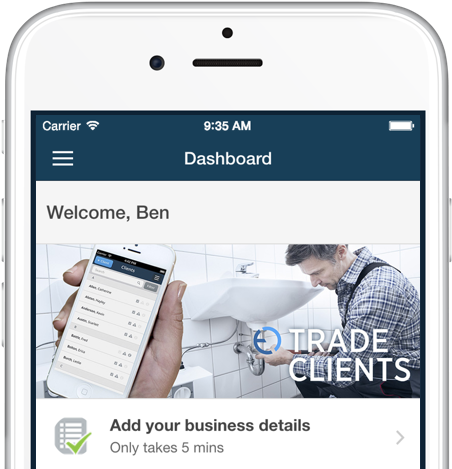 Carrier
9:35 AM
Dashboard
Welcome, Ben
Clients
TRADE
CLIENTS
Add your business details
Only takes 5 mins